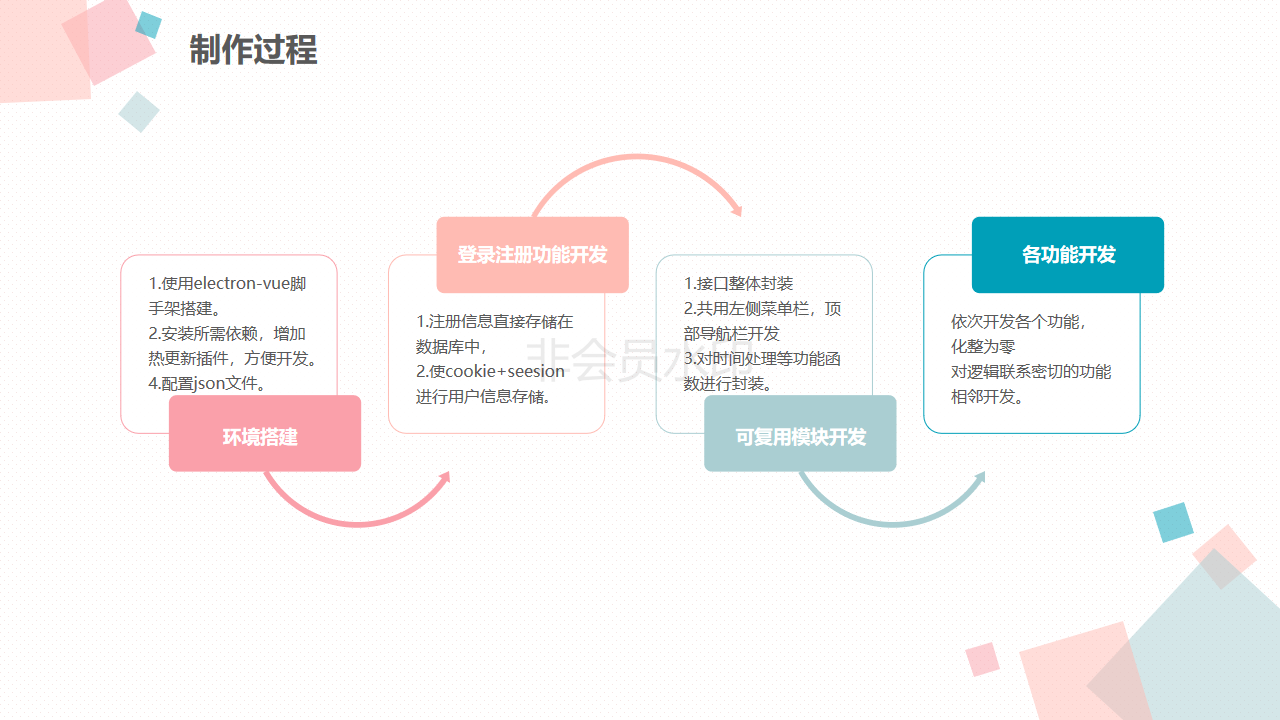 制作过程
1.使用electron-vue脚
手架搭建。
2.安装所需依赖，增加
热更新插件，方便开发。
4.配置json文件。
环境搭建
登录注册功能开发
1.注册信息直接存储在
数据库中，
2.使cookie+seesion
进行用户信息存储。
1.接口整体封装
2.共用左侧菜单栏，顶
部导航栏开发
3.对时间处理等功能函
数进行封装。
可复用模块开发
各功能开发
依次开发各个功能，
化整为零
对逻辑联系密切的功能
相邻开发。
非会员水印